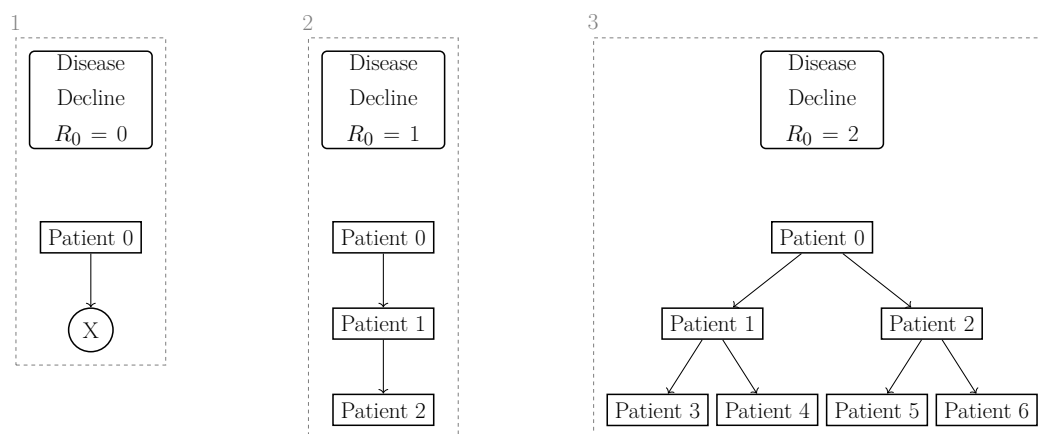 1
Disease
Decline
R₀ = 0
Patient 0
X
2
Disease
Decline
R₀ = 1
Patient 0
Patient 1
Patient 2
3
Disease
Decline
R₀ = 2
Patient 0
Patient 1 Patient 2
Patient 3 Patient 4 Patient 5 Patient 6